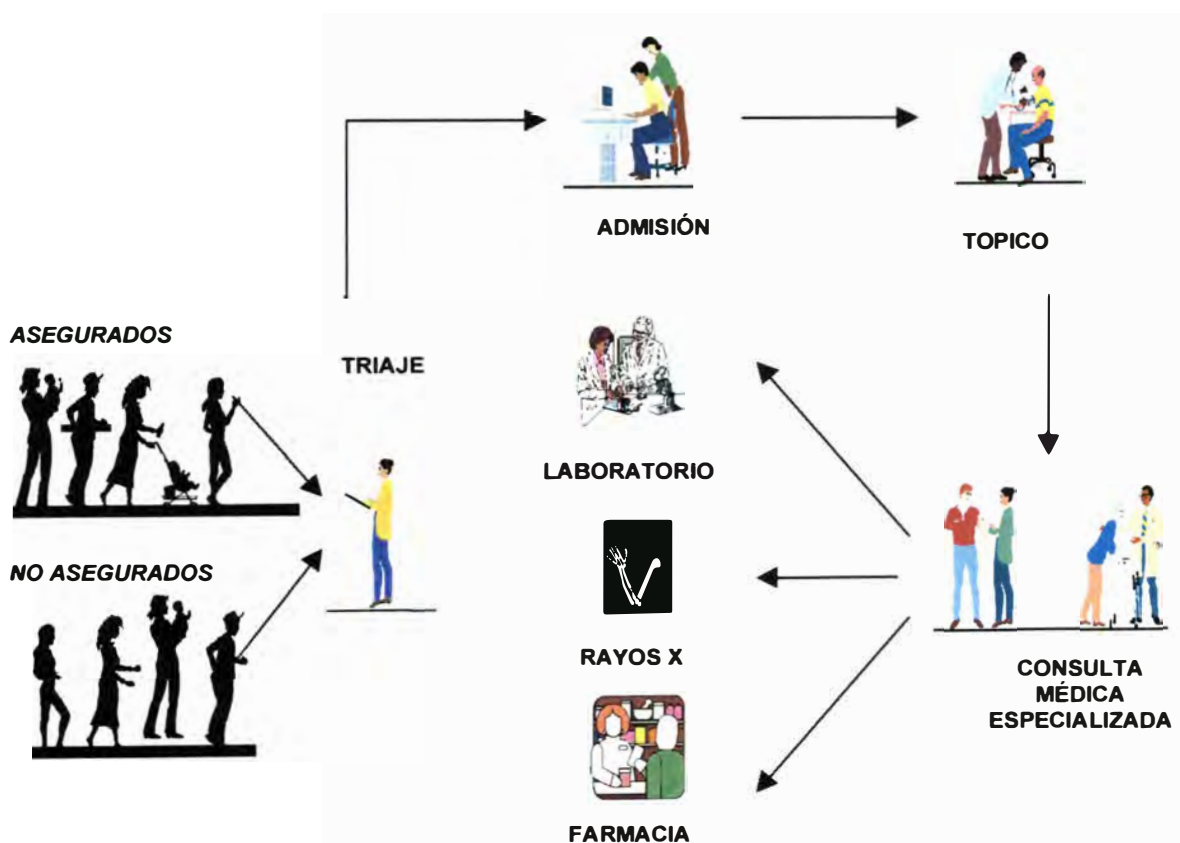 ADMISIÓN
TOPICO
ASEGURADOS
TRIAJE
LABORATORIO
NO ASEGURADOS
RAYOS X
CONSULTA
MÉDICA
ESPECIALIZADA
FARMACIA